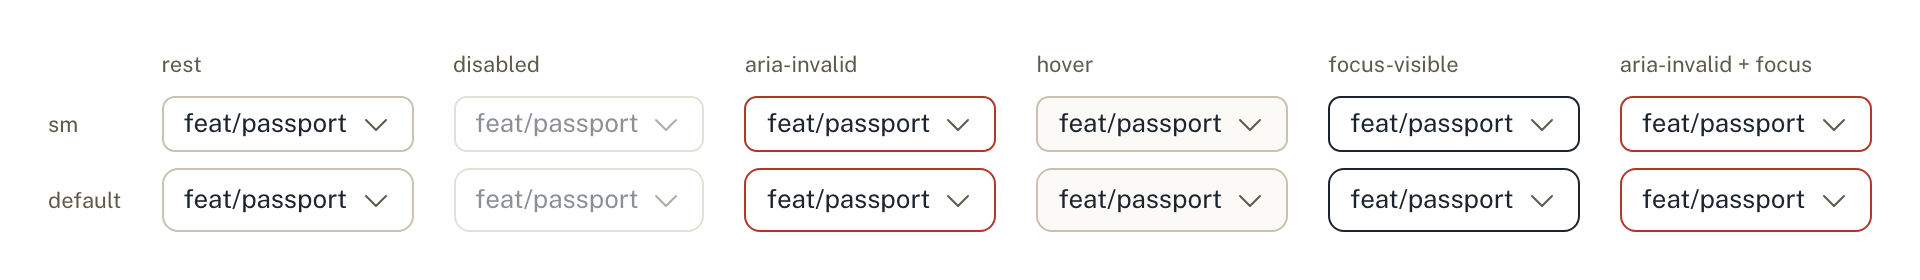 rest disabled aria-invalid hover focus-visible aria-invalid + focus
sm feat/passport feat/passport feat/passport feat/passport feat/passport feat/passport
default feat/passport feat/passport feat/passport feat/passport feat/passport feat/passport